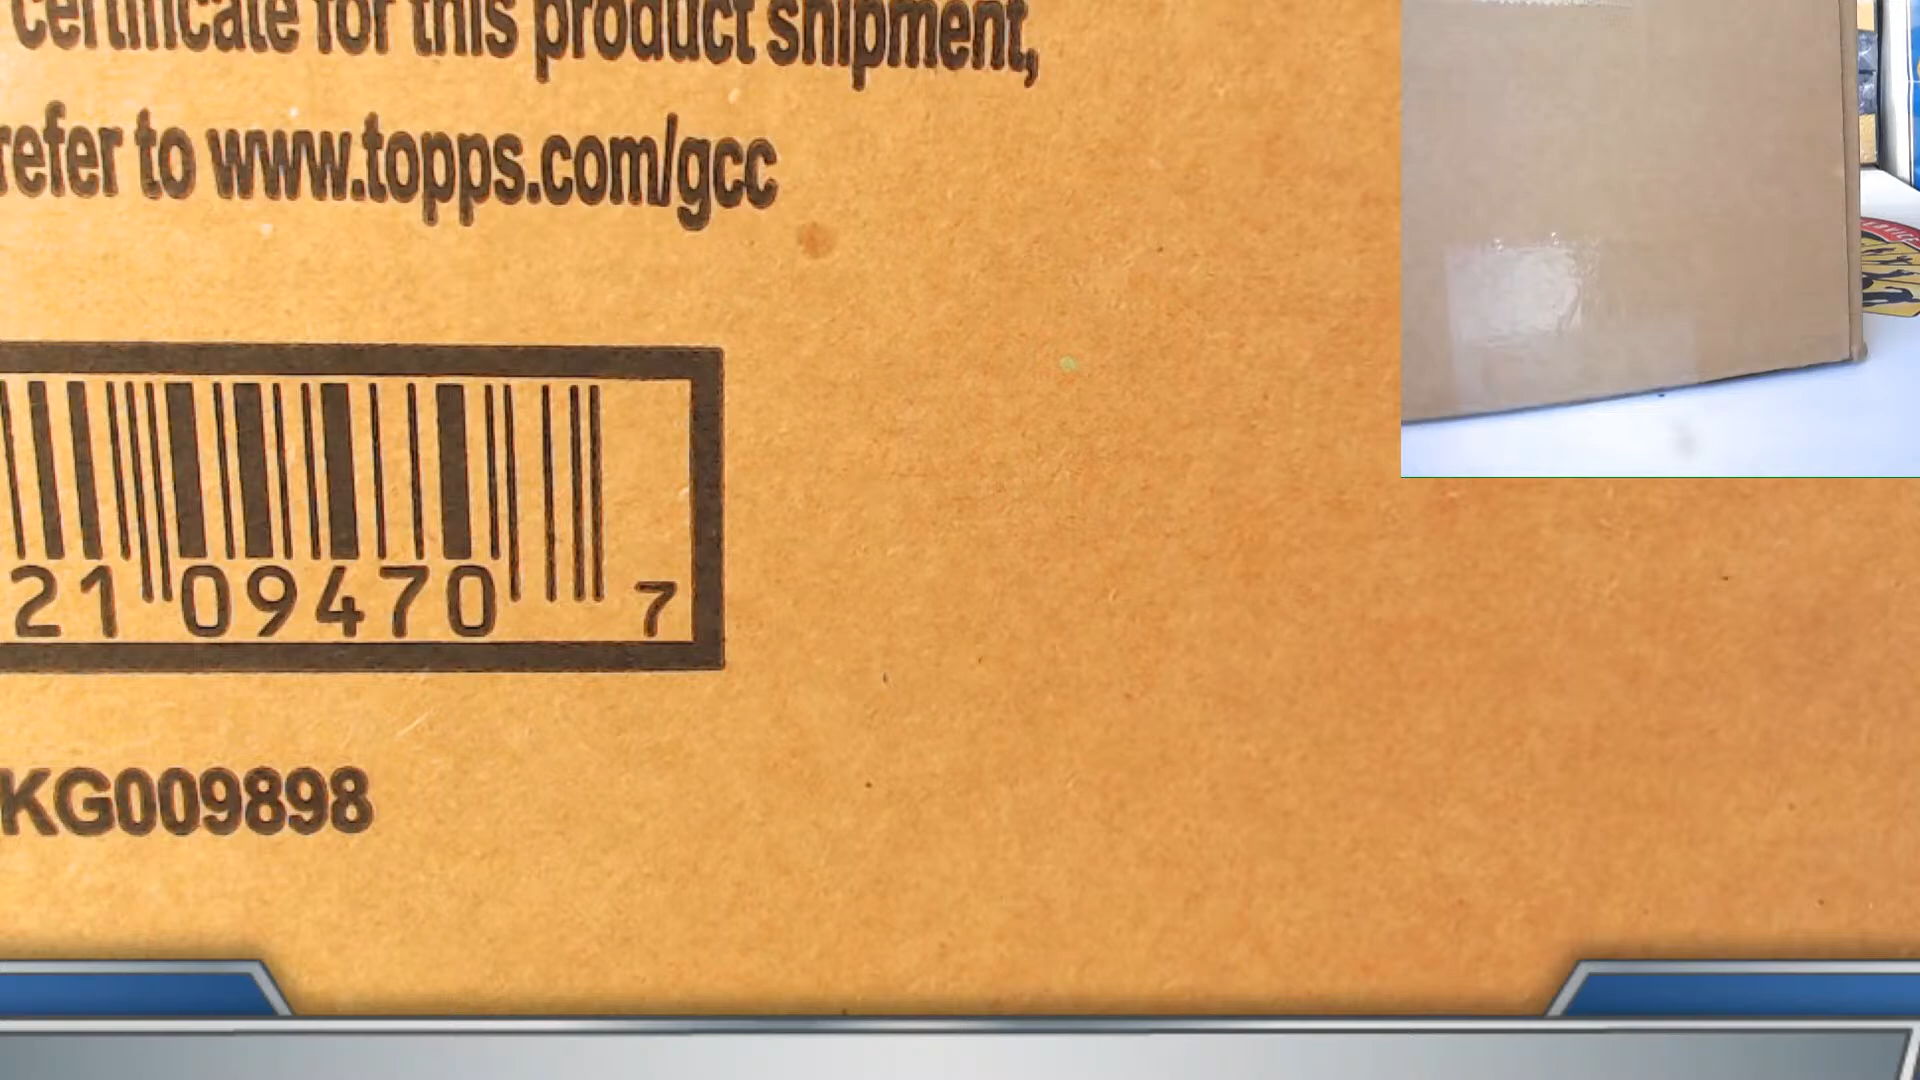 certificate for this product shipment,
refer to www.topps.com/gcc
21 09470 7
KG009898